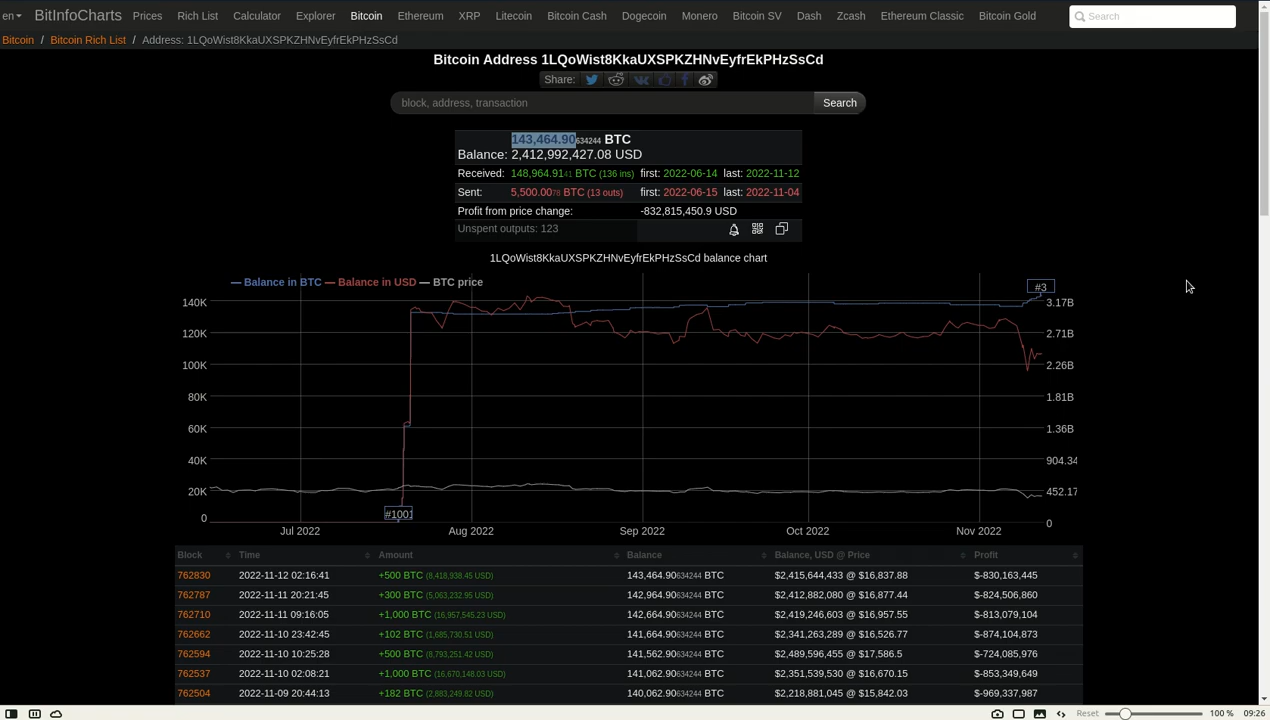 en BitInfoCharts Prices Rich List Calculator Explorer Bitcoin Ethereum XRP Litecoin Bitcoin Cash Dogecoin Monero Bitcoin SV Dash Zcash Ethereum Classic Bitcoin Gold Search
Bitcoin / Bitcoin Rich List / Address: 1LQoWist8KkaUXSPKZHNvEyfrEkPHzSsCd
Bitcoin Address 1LQoWist8KkaUXSPKZHNvEyfrEkPHzSsCd
Share:
block, address, transaction Search
143,464.90634244 BTC
Balance: 2,412,992,427.08 USD
Received: 148,964.9141 BTC (136 ins) first: 2022-06-14 last: 2022-11-12
Sent: 5,500.0078 BTC (13 outs) first: 2022-06-15 last: 2022-11-04
Profit from price change: -832,815,450.9 USD
Unspent outputs: 123
1LQoWist8KkaUXSPKZHNvEyfrEkPHzSsCd balance chart
Balance in BTC Balance in USD BTC price
#3
140K 3.17B
120K 2.71B
100K 2.26B
80K 1.81B
60K 1.36B
40K 904.34
20K 452.17
#1001
0 0
Jul 2022 Aug 2022 Sep 2022 Oct 2022 Nov 2022
Block Time Amount Balance Balance, USD @ Price Profit
762830 2022-11-12 02:16:41 +500 BTC (8,418,938.45 USD) 143,464.90634244 BTC $2,415,644,433 @ $16,837.88 $-830,163,445
762787 2022-11-11 20:21:45 +300 BTC (5,063,232.95 USD) 142,964.90634244 BTC $2,412,882,080 @ $16,877.44 $-824,506,860
762710 2022-11-11 09:16:05 +1,000 BTC (16,957,545.23 USD) 142,664.90634244 BTC $2,419,246,603 @ $16,957.55 $-813,079,104
762662 2022-11-10 23:42:45 +102 BTC (1,685,730.51 USD) 141,664.90634244 BTC $2,341,263,289 @ $16,526.77 $-874,104,873
762594 2022-11-10 10:25:28 +500 BTC (8,793,251.42 USD) 141,562.90634244 BTC $2,489,596,455 @ $17,586.5 $-724,085,976
762537 2022-11-10 02:08:21 +1,000 BTC (16,670,148.03 USD) 141,062.90634244 BTC $2,351,539,530 @ $16,670.15 $-853,349,649
762504 2022-11-09 20:44:13 +182 BTC (2,883,249.82 USD) 140,062.90634244 BTC $2,218,881,045 @ $15,842.03 $-969,337,987
Reset 100 % 09:26